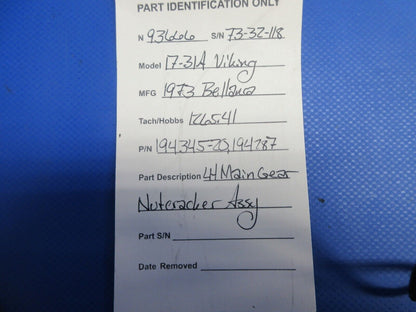 PART IDENTIFICATION ONLY
N 93666 S/N 73-32-118
Model 17-31A Viking
MFG 1973 Bellanca
Tach/Hobbs 1265.41
P/N 194345-20, 194287
Part Description LH Main Gear
Nutcracker Assy
Part S/N
Date Removed